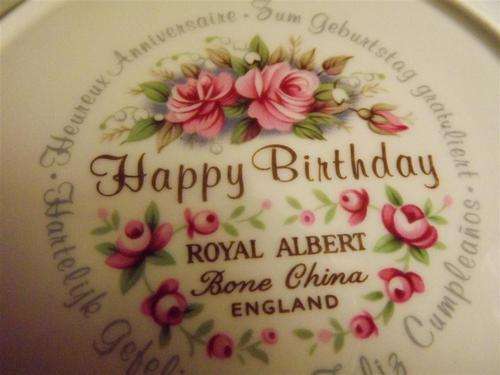 Heureux Anniversaire · Zum Geburtstag gratuliert ·
Happy Birthday
ROYAL ALBERT
Bone China
ENGLAND
Cumpleaños ·
Hartelijk